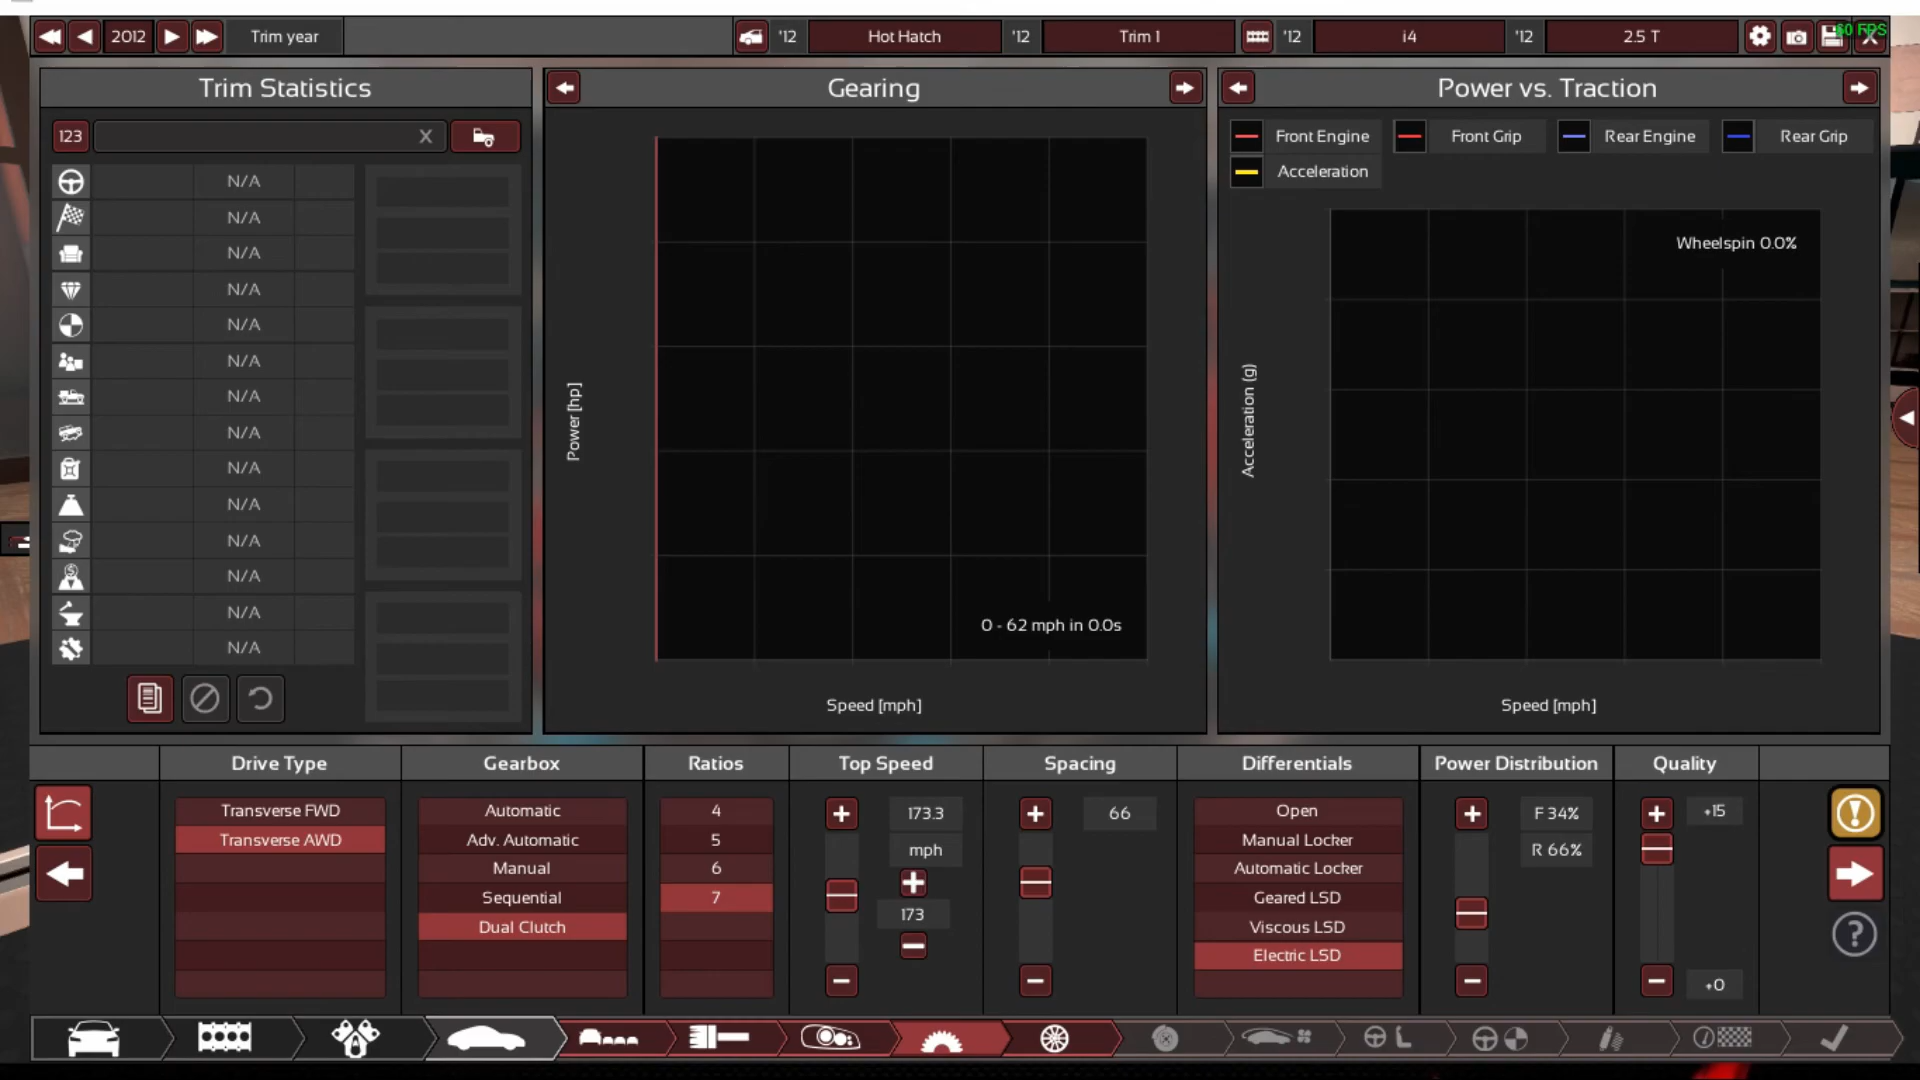 2012
Trim year
'12
Hot Hatch
'12
Trim 1
'12
i4
'12
2.5 T
60 FPS
Trim Statistics
123
X
N/A
N/A
N/A
N/A
N/A
N/A
N/A
N/A
N/A
N/A
N/A
N/A
N/A
N/A
Gearing
Power [hp]
0 - 62 mph in 0.0s
Speed [mph]
Power vs. Traction
Front Engine
Front Grip
Rear Engine
Rear Grip
Acceleration
Wheelspin 0.0%
Acceleration (g)
Speed [mph]
Drive Type
Transverse FWD
Transverse AWD
Gearbox
Automatic
Adv. Automatic
Manual
Sequential
Dual Clutch
Ratios
4
5
6
7
Top Speed
+
173.3
mph
+
173
-
-
Spacing
+
66
-
Differentials
Open
Manual Locker
Automatic Locker
Geared LSD
Viscous LSD
Electric LSD
Power Distribution
+
F 34%
R 66%
-
Quality
+
+15
-
+0
?